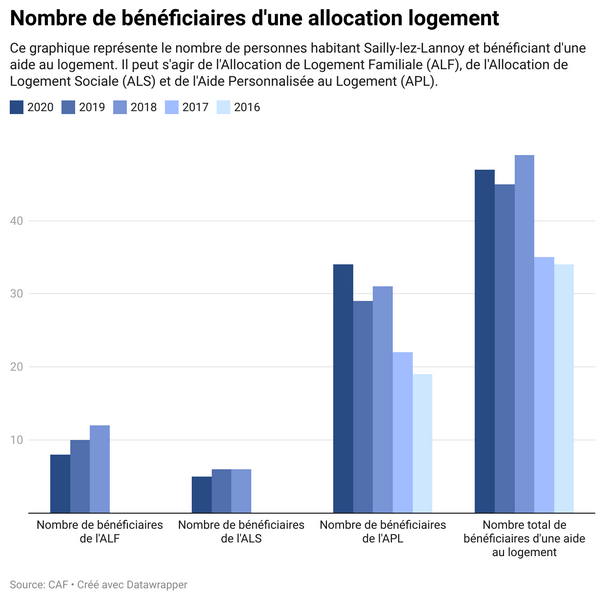 Nombre de bénéficiaires d'une allocation logement
Ce graphique représente le nombre de personnes habitant Sailly-lez-Lannoy et bénéficiant d'une
aide au logement. Il peut s'agir de l'Allocation de Logement Familiale (ALF), de l'Allocation de
Logement Sociale (ALS) et de l'Aide Personnalisée au Logement (APL).
2020 2019 2018 2017 2016
40
30
20
10
Nombre de bénéficiaires
de l'ALF
Nombre de bénéficiaires
de l'ALS
Nombre de bénéficiaires
de l'APL
Nombre total de
bénéficiaires d'une aide
au logement
Source: CAF • Créé avec Datawrapper